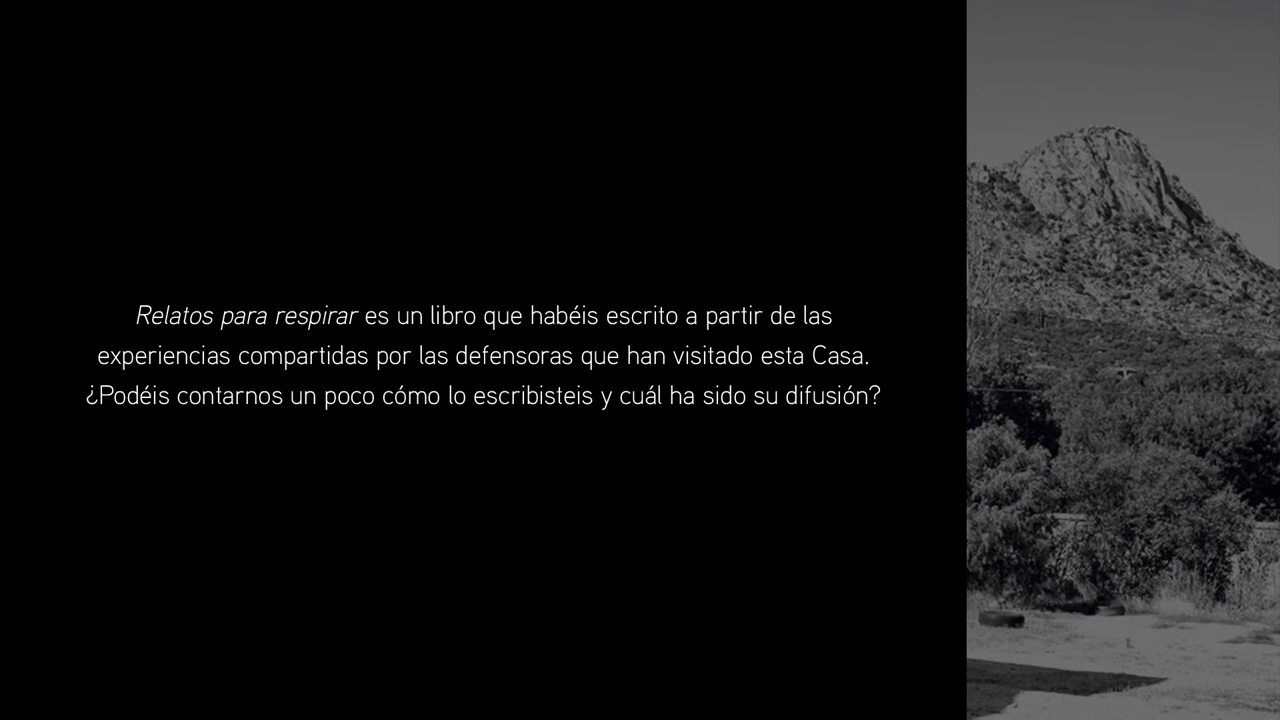 Relatos para respirar es un libro que habéis escrito a partir de las
experiencias compartidas por las defensoras que han visitado esta Casa.
¿Podéis contarnos un poco cómo lo escribisteis y cuál ha sido su difusión?